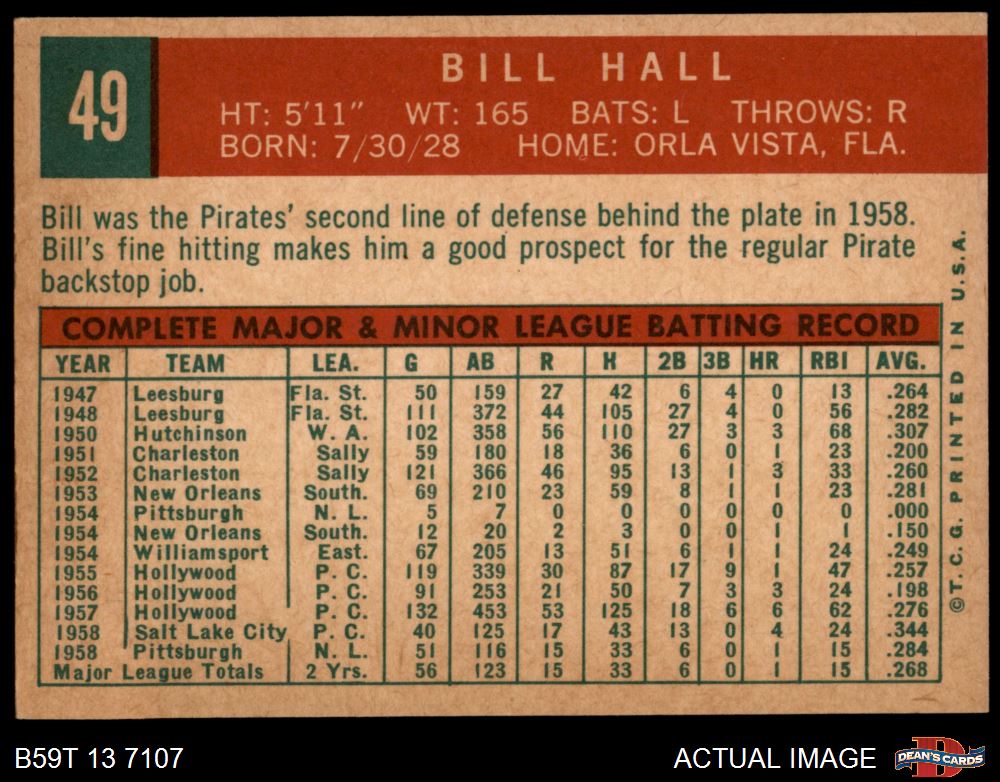 49
BILL HALL
HT: 5'11" WT: 165 BATS: L THROWS: R
BORN: 7/30/28 HOME: ORLA VISTA, FLA.
Bill was the Pirates' second line of defense behind the plate in 1958.
Bill's fine hitting makes him a good prospect for the regular Pirate
backstop job.
COMPLETE MAJOR & MINOR LEAGUE BATTING RECORD
YEAR TEAM LEA. G AB R H 2B 3B HR RBI AVG.
1947 Leesburg Fla. St. 50 159 27 42 6 4 0 13 .264
1948 Leesburg Fla. St. 111 372 44 105 27 4 0 56 .282
1950 Hutchinson W. A. 102 358 56 110 27 3 3 68 .307
1951 Charleston Sally 59 180 18 36 6 0 1 23 .200
1952 Charleston Sally 121 366 46 95 13 1 3 33 .260
1953 New Orleans South. 69 210 23 59 8 1 1 23 .281
1954 Pittsburgh N. L. 5 7 0 0 0 0 0 0 .000
1954 New Orleans South. 12 20 2 3 0 0 1 1 .150
1954 Williamsport East. 67 205 13 51 6 1 1 24 .249
1955 Hollywood P. C. 119 339 30 87 17 9 1 47 .257
1956 Hollywood P. C. 91 253 21 50 7 3 3 24 .198
1957 Hollywood P. C. 132 453 53 125 18 6 6 62 .276
1958 Salt Lake City P. C. 40 125 17 43 13 0 4 24 .344
1958 Pittsburgh N. L. 51 116 15 33 6 0 1 15 .284
Major League Totals 2 Yrs. 56 123 15 33 6 0 1 15 .268
© T. C. G. PRINTED IN U.S.A.
B59T 13 7107
ACTUAL IMAGE
D
DEAN'S CARDS